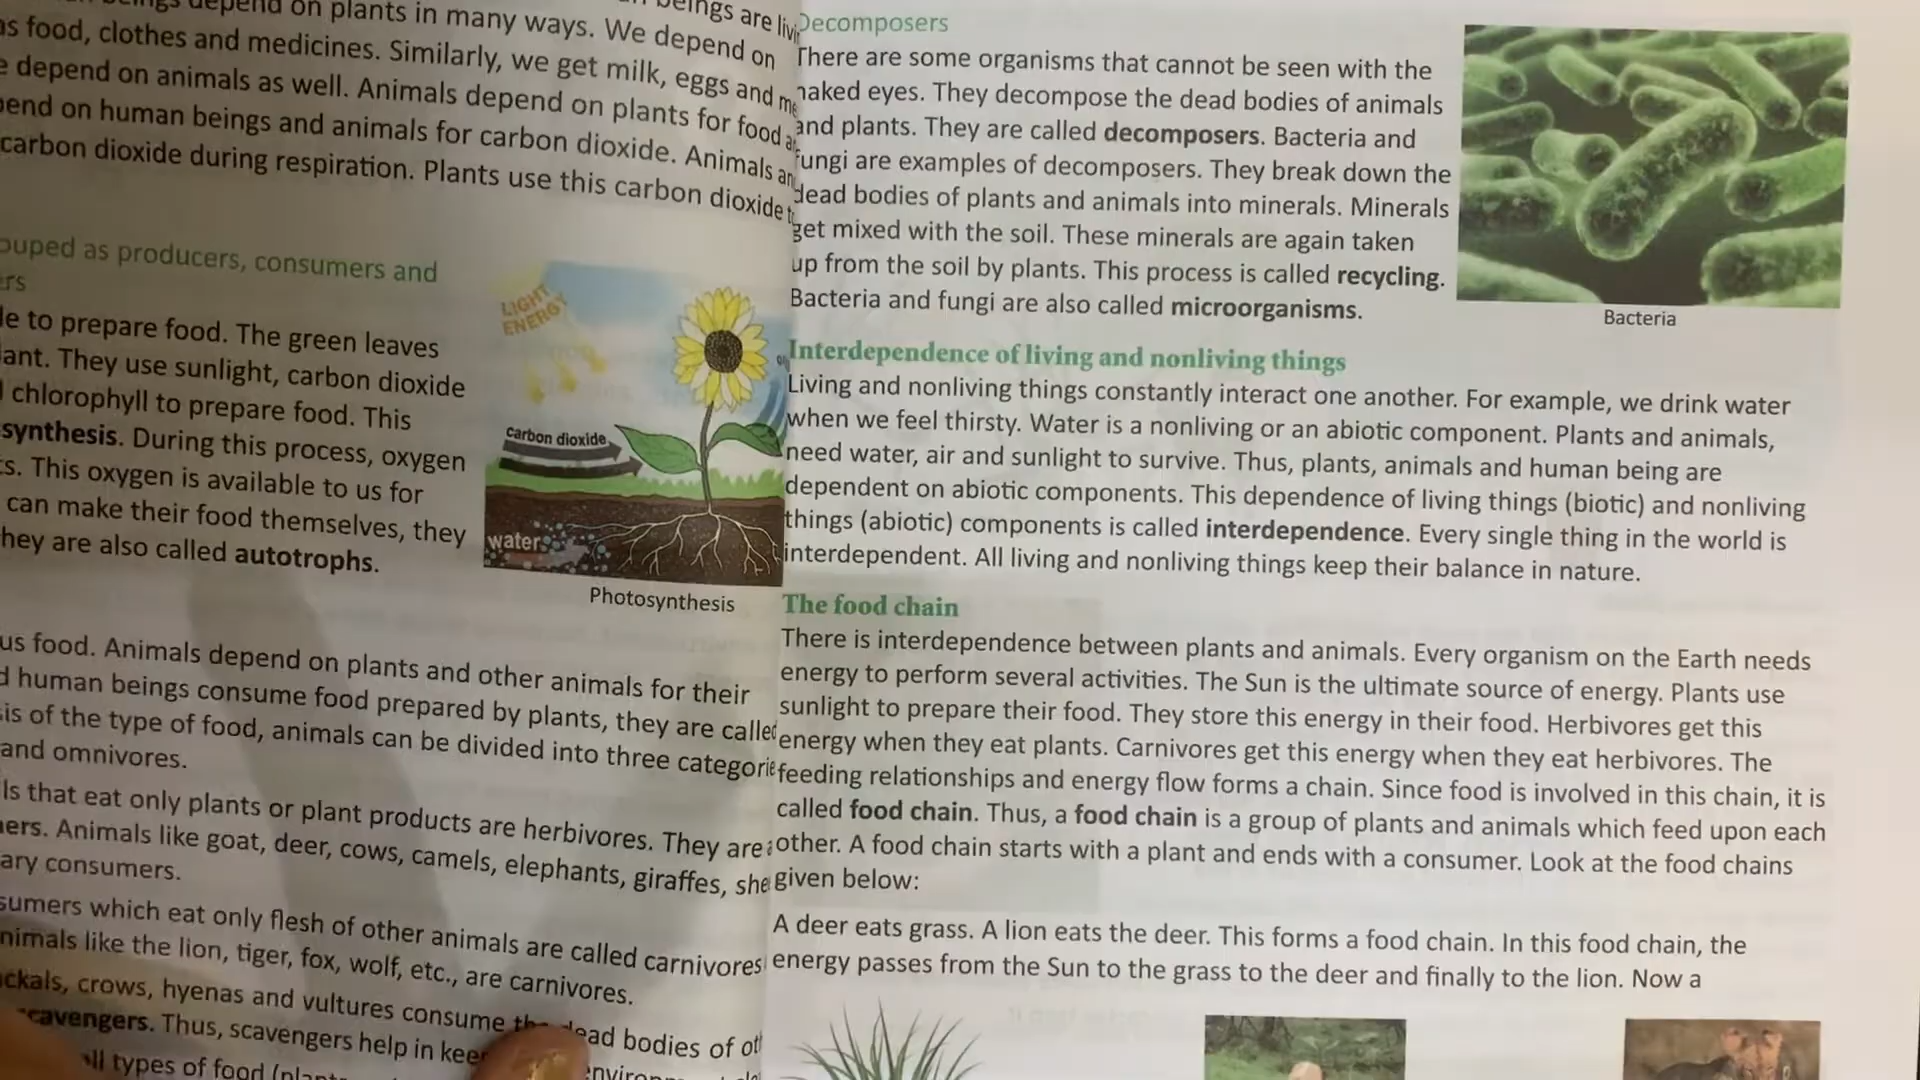 depend on plants in many ways. We depend on
as food, clothes and medicines. Similarly, we get milk, eggs and
depend on animals as well. Animals depend on plants for food
on human beings and animals for carbon dioxide. Animals
carbon dioxide during respiration. Plants use this carbon dioxide
beings are
as producers, consumers and
to prepare food. The green leaves
They use sunlight, carbon dioxide
chlorophyll to prepare food. This
synthesis. During this process, oxygen
This oxygen is available to us for
can make their food themselves, they
they are also called autotrophs.
LIGHT
ENERGY
carbon dioxide
water
Photosynthesis
us food. Animals depend on plants and other animals for their
human beings consume food prepared by plants, they are called
of the type of food, animals can be divided into three
and omnivores.
that eat only plants or plant products are herbivores. They are
Animals like goat, deer, cows, camels, elephants, giraffes,
consumers.
which eat only flesh of other animals are called carnivores
like the lion, tiger, fox, wolf, etc., are carnivores.
crows, hyenas and vultures consume the dead bodies of
scavengers. Thus, scavengers help in
types of food
Decomposers
There are some organisms that cannot be seen with the
naked eyes. They decompose the dead bodies of animals
and plants. They are called decomposers. Bacteria and
fungi are examples of decomposers. They break down the
dead bodies of plants and animals into minerals. Minerals
get mixed with the soil. These minerals are again taken
up from the soil by plants. This process is called recycling.
Bacteria and fungi are also called microorganisms.
Bacteria
Interdependence of living and nonliving things
Living and nonliving things constantly interact one another. For example, we drink water
when we feel thirsty. Water is a nonliving or an abiotic component. Plants and animals,
need water, air and sunlight to survive. Thus, plants, animals and human being are
dependent on abiotic components. This dependence of living things (biotic) and nonliving
things (abiotic) components is called interdependence. Every single thing in the world is
interdependent. All living and nonliving things keep their balance in nature.
The food chain
There is interdependence between plants and animals. Every organism on the Earth needs
energy to perform several activities. The Sun is the ultimate source of energy. Plants use
sunlight to prepare their food. They store this energy in their food. Herbivores get this
energy when they eat plants. Carnivores get this energy when they eat herbivores. The
feeding relationships and energy flow forms a chain. Since food is involved in this chain, it is
called food chain. Thus, a food chain is a group of plants and animals which feed upon each
other. A food chain starts with a plant and ends with a consumer. Look at the food chains
given below:
A deer eats grass. A lion eats the deer. This forms a food chain. In this food chain, the
energy passes from the Sun to the grass to the deer and finally to the lion. Now a